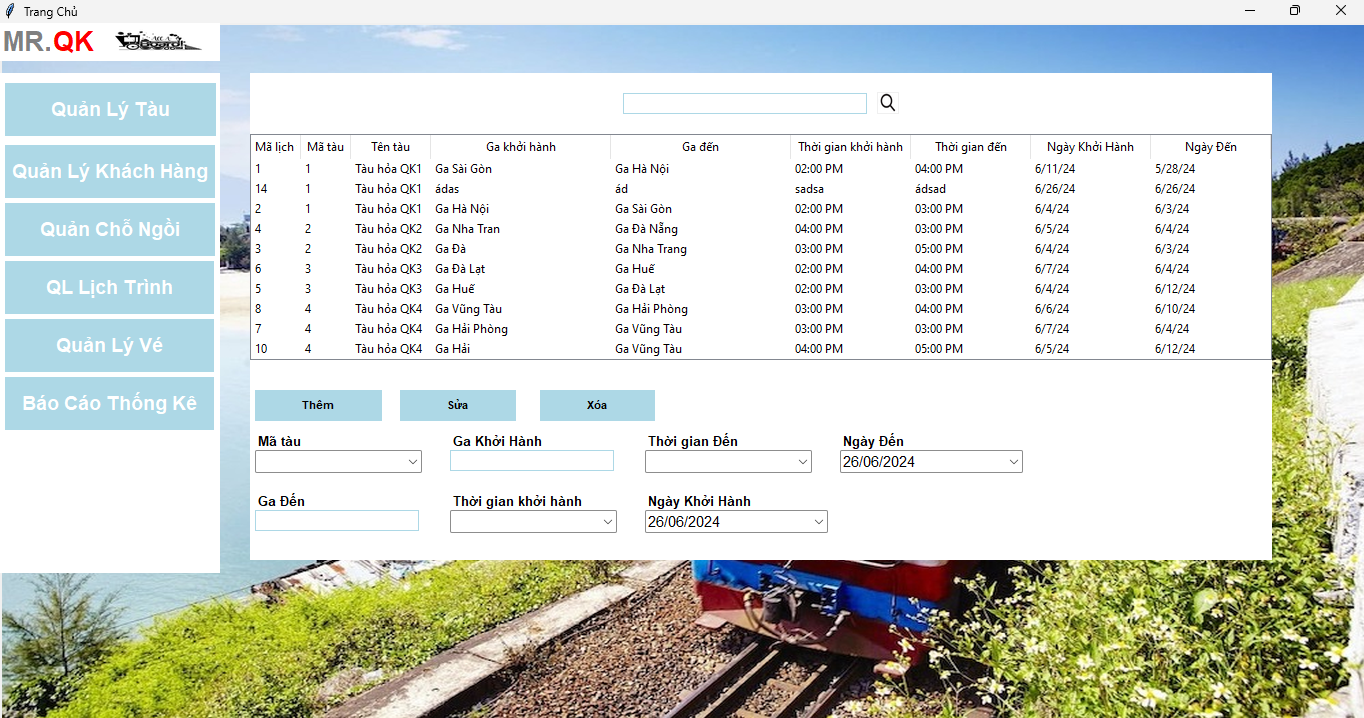 Trang Chủ
MR.QK
Quản Lý Tàu
Quản Lý Khách Hàng
Quản Chỗ Ngồi
QL Lịch Trình
Quản Lý Vé
Báo Cáo Thống Kê
Mã lịch Mã tàu Tên tàu Ga khởi hành Ga đến Thời gian khởi hành Thời gian đến Ngày Khởi Hành Ngày Đến
1 1 Tàu hỏa QK1 Ga Sài Gòn Ga Hà Nội 02:00 PM 04:00 PM 6/11/24 5/28/24
14 1 Tàu hỏa QK1 ádas ád sadsa ádsad 6/26/24 6/26/24
2 1 Tàu hỏa QK1 Ga Hà Nội Ga Sài Gòn 02:00 PM 03:00 PM 6/4/24 6/3/24
4 2 Tàu hỏa QK2 Ga Nha Tran Ga Đà Nẵng 04:00 PM 03:00 PM 6/5/24 6/4/24
3 2 Tàu hỏa QK2 Ga Đà Ga Nha Trang 03:00 PM 05:00 PM 6/4/24 6/3/24
6 3 Tàu hỏa QK3 Ga Đà Lạt Ga Huế 02:00 PM 04:00 PM 6/7/24 6/4/24
5 3 Tàu hỏa QK3 Ga Huế Ga Đà Lạt 02:00 PM 03:00 PM 6/4/24 6/12/24
8 4 Tàu hỏa QK4 Ga Vũng Tàu Ga Hải Phòng 03:00 PM 04:00 PM 6/6/24 6/10/24
7 4 Tàu hỏa QK4 Ga Hải Phòng Ga Vũng Tàu 03:00 PM 03:00 PM 6/7/24 6/4/24
10 4 Tàu hỏa QK4 Ga Hải Ga Vũng Tàu 04:00 PM 05:00 PM 6/5/24 6/12/24
Thêm Sửa Xóa
Mã tàu Ga Khởi Hành Thời gian Đến Ngày Đến
26/06/2024
Ga Đến Thời gian khởi hành Ngày Khởi Hành
26/06/2024